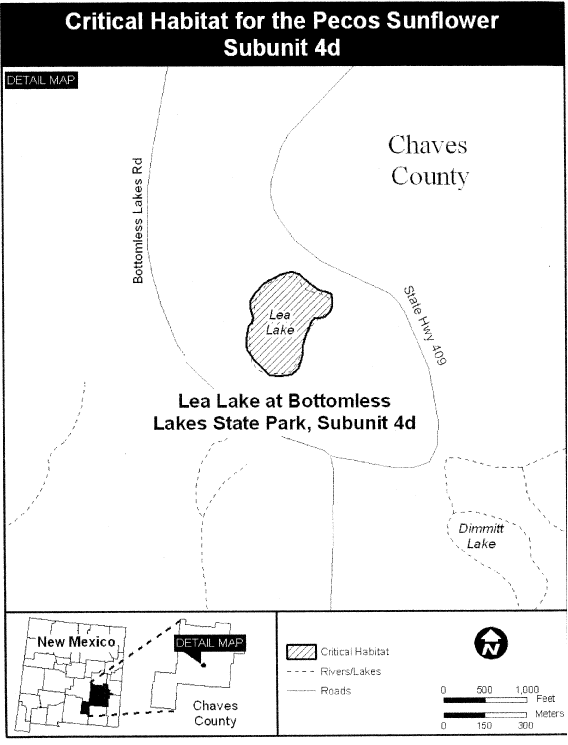 Critical Habitat for the Pecos Sunflower
Subunit 4d
DETAIL MAP
Chaves
County
Bottomless Lakes Rd
Lea
Lake
State Hwy 409
Lea Lake at Bottomless
Lakes State Park, Subunit 4d
Dimmitt
Lake
New Mexico
DETAIL MAP
Chaves
County
Critical Habitat
Rivers/Lakes
Roads
N
0 500 1,000
Feet
Meters
0 150 300